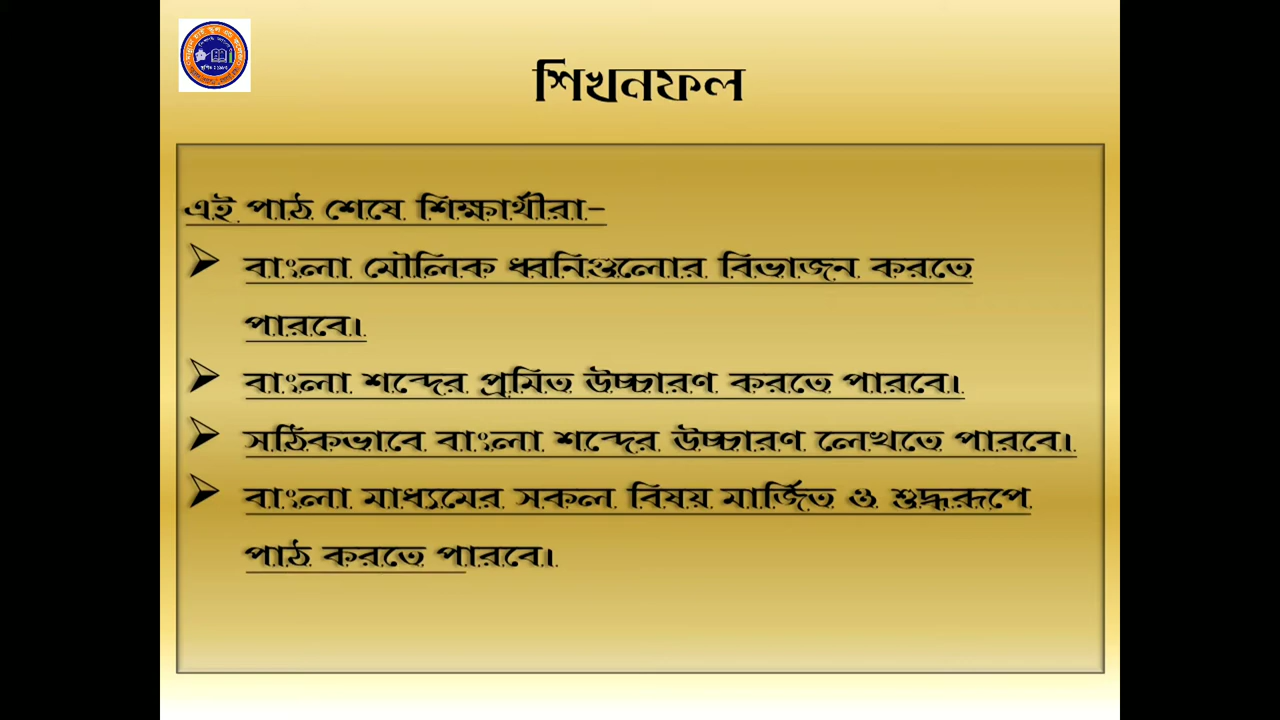 শিখনফল
এই পাঠ শেষে শিক্ষার্থীরা-
বাংলা মৌলিক ধ্বনিগুলোর বিভাজন করতে
পারবে।
বাংলা শব্দের প্রমিত উচ্চারণ করতে পারবে।
সঠিকভাবে বাংলা শব্দের উচ্চারণ লেখতে পারবে।
বাংলা মাধ্যমের সকল বিষয় মার্জিত ও শুদ্ধরূপে
পাঠ করতে পারবে।